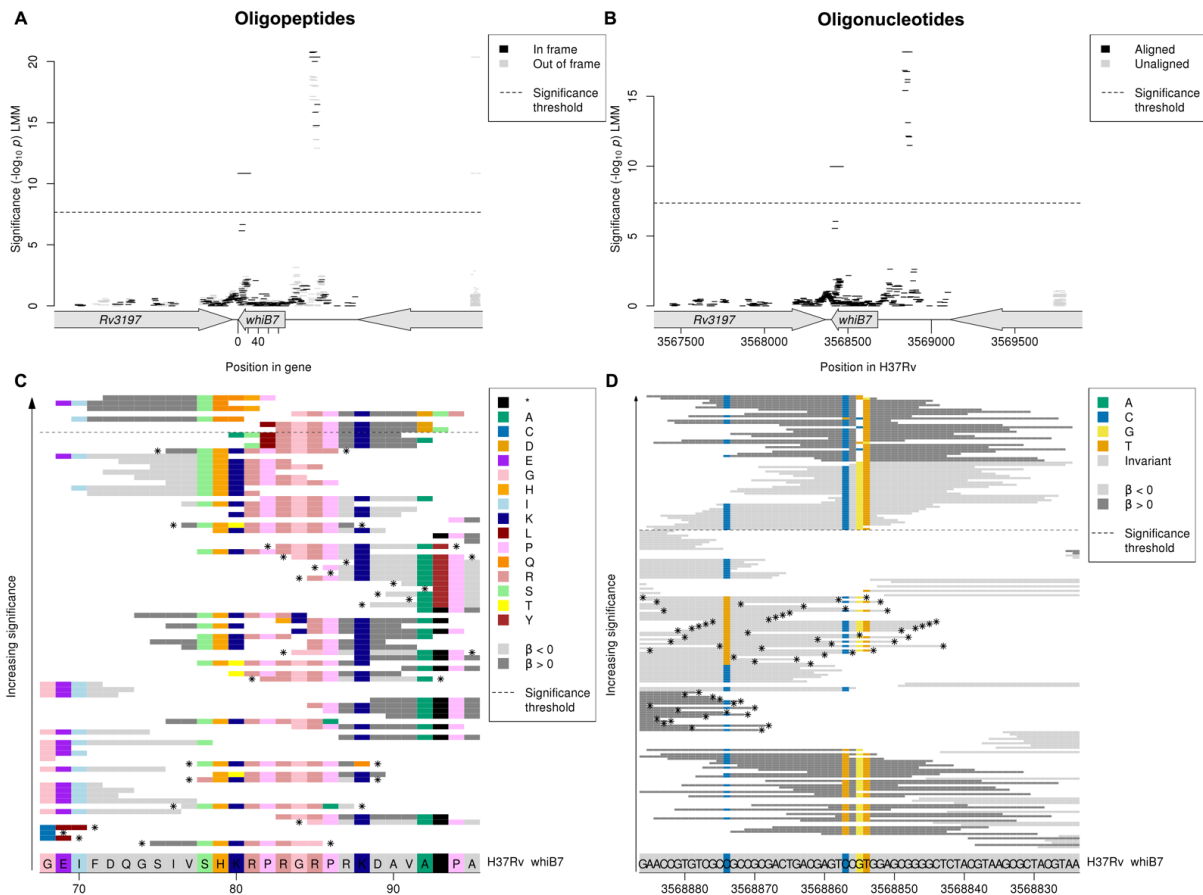 A
Oligopeptides
Significance (-log10 p) LMM
20
15
10
5
0
In frame
Out of frame
Significance
threshold
Rv3197
whiB7
0 40
Position in gene
B
Oligonucleotides
Significance (-log10 p) LMM
15
10
5
0
Aligned
Unaligned
Significance
threshold
Rv3197
whiB7
3567500 3568000 3568500 3569000 3569500
Position in H37Rv
C
Increasing significance
*
A
C
D
E
G
H
I
K
L
P
Q
R
S
T
Y
β < 0
β > 0
Significance
threshold
G E I F D Q G S I V S H K R P R G R P R K D A V A * P A
H37Rv whiB7
70 80 90
D
Increasing significance
A
C
G
T
Invariant
β < 0
β > 0
Significance
threshold
H37Rv whiB7
3568880 3568870 3568860 3568850 3568840 3568830